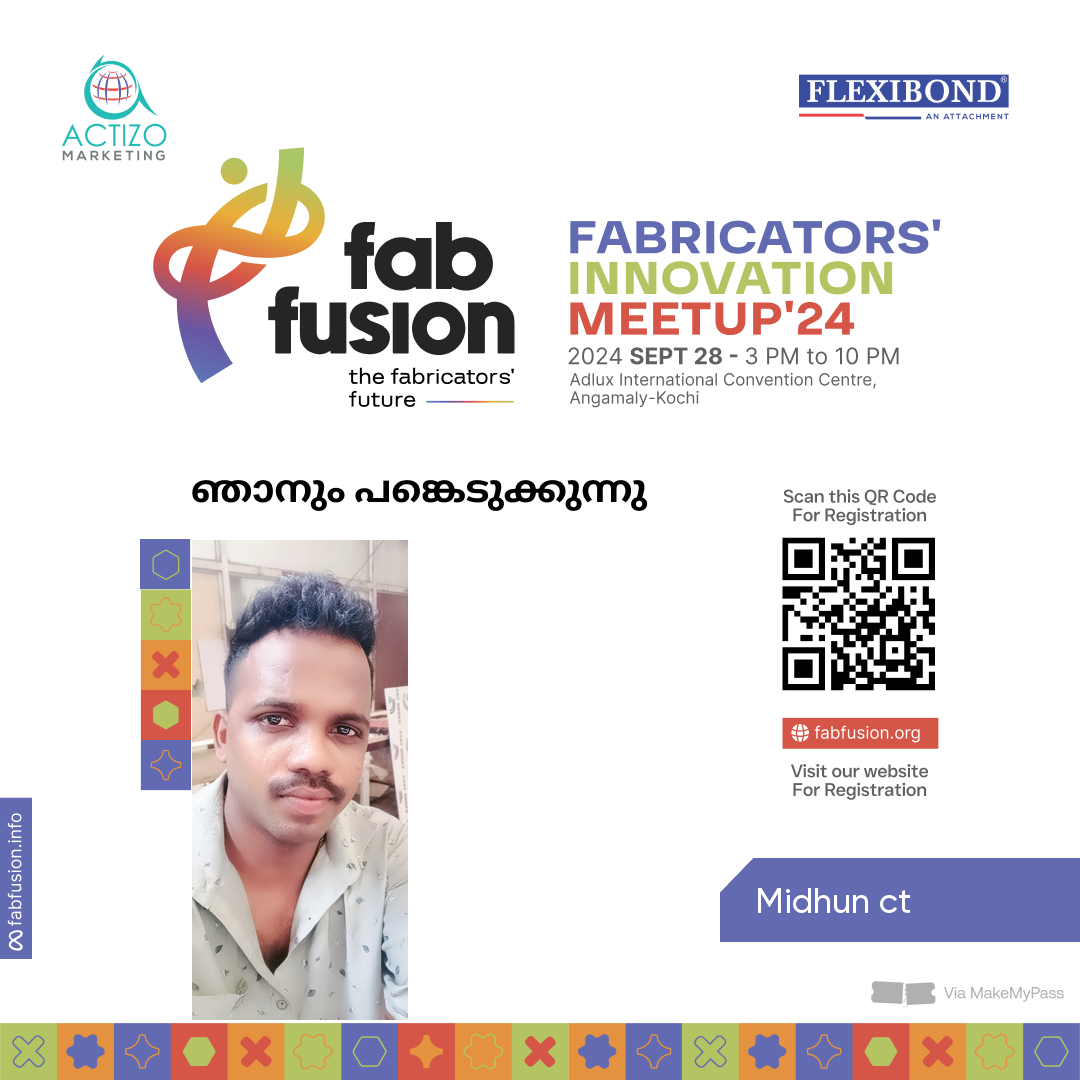 ACTIZO
MARKETING
FLEXIBOND®
AN ATTACHMENT
fab
fusion
the fabricators'
future
FABRICATORS'
INNOVATION
MEETUP'24
2024 SEPT 28 - 3 PM to 10 PM
Adlux International Convention Centre,
Angamaly-Kochi
ഞാനും പങ്കെടുക്കുന്നു
Scan this QR Code
For Registration
fabfusion.org
Visit our website
For Registration
fabfusion.info
Midhun ct
Via MakeMyPass